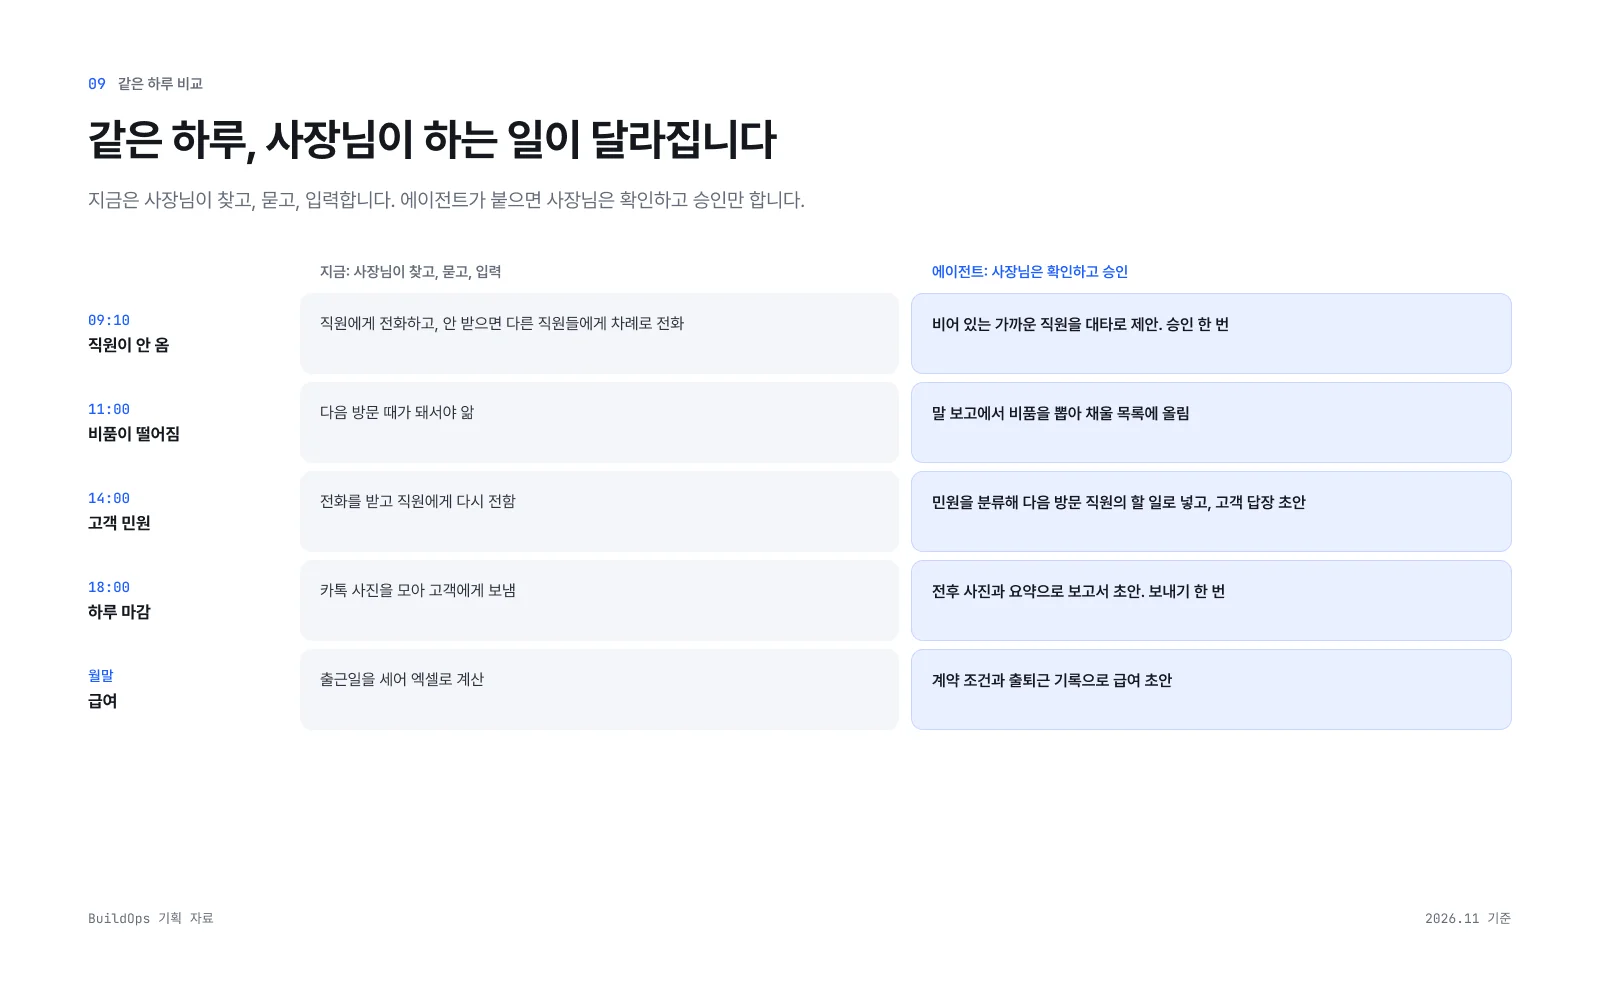 09 같은 하루 비교
같은 하루, 사장님이 하는 일이 달라집니다
지금은 사장님이 찾고, 묻고, 입력합니다. 에이전트가 붙으면 사장님은 확인하고 승인만 합니다.
지금: 사장님이 찾고, 묻고, 입력
에이전트: 사장님은 확인하고 승인
09:10
직원이 안 옴
직원에게 전화하고, 안 받으면 다른 직원들에게 차례로 전화
비어 있는 가까운 직원을 대타로 제안. 승인 한 번
11:00
비품이 떨어짐
다음 방문 때가 돼서야 앎
말 보고에서 비품을 뽑아 채울 목록에 올림
14:00
고객 민원
전화를 받고 직원에게 다시 전함
민원을 분류해 다음 방문 직원의 할 일로 넣고, 고객 답장 초안
18:00
하루 마감
카톡 사진을 모아 고객에게 보냄
전후 사진과 요약으로 보고서 초안. 보내기 한 번
월말
급여
출근일을 세어 엑셀로 계산
계약 조건과 출퇴근 기록으로 급여 초안
BuildOps 기획 자료
2026.11 기준